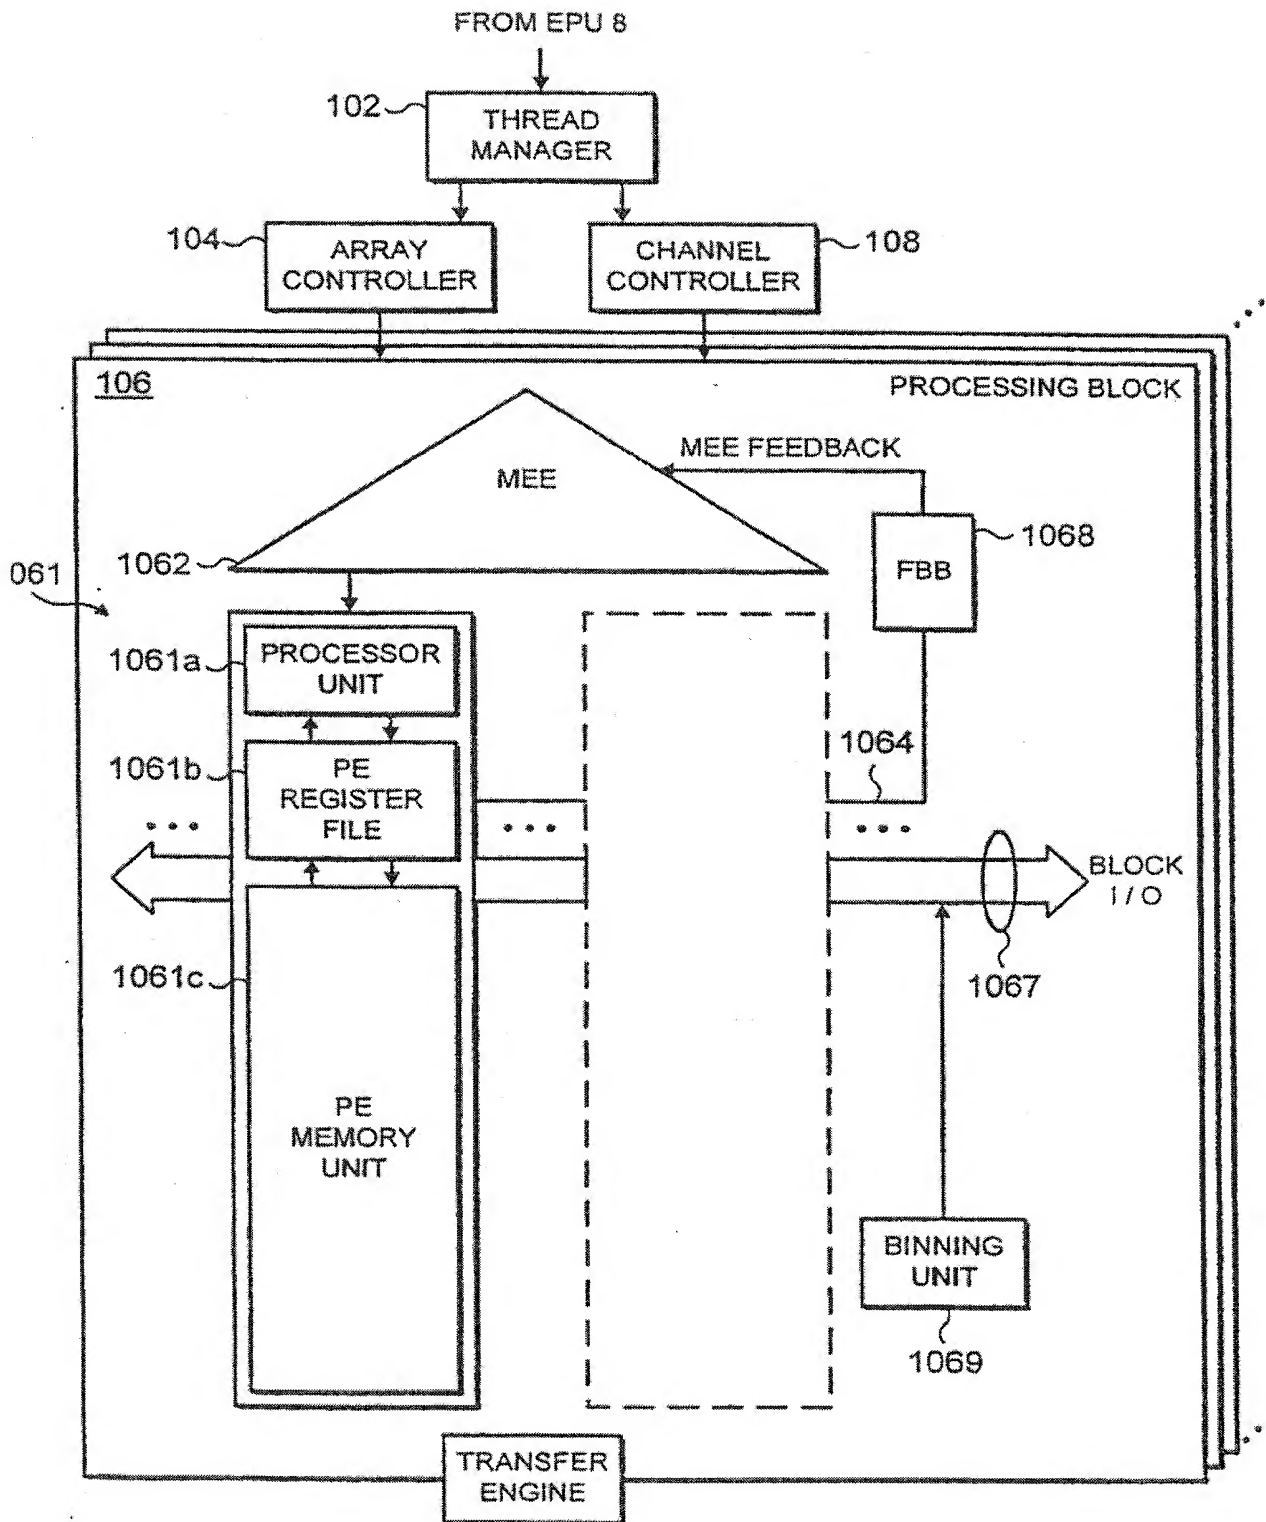 FROM EPU 8
102
THREAD
MANAGER
104
ARRAY
CONTROLLER
CHANNEL
CONTROLLER
108
106
PROCESSING BLOCK
MEE FEEDBACK
MEE
1062
FBB
1068
061
1061a
PROCESSOR
UNIT
1061b
PE
REGISTER
FILE
1064
BLOCK
I/O
1061c
1067
PE
MEMORY
UNIT
BINNING
UNIT
1069
TRANSFER
ENGINE